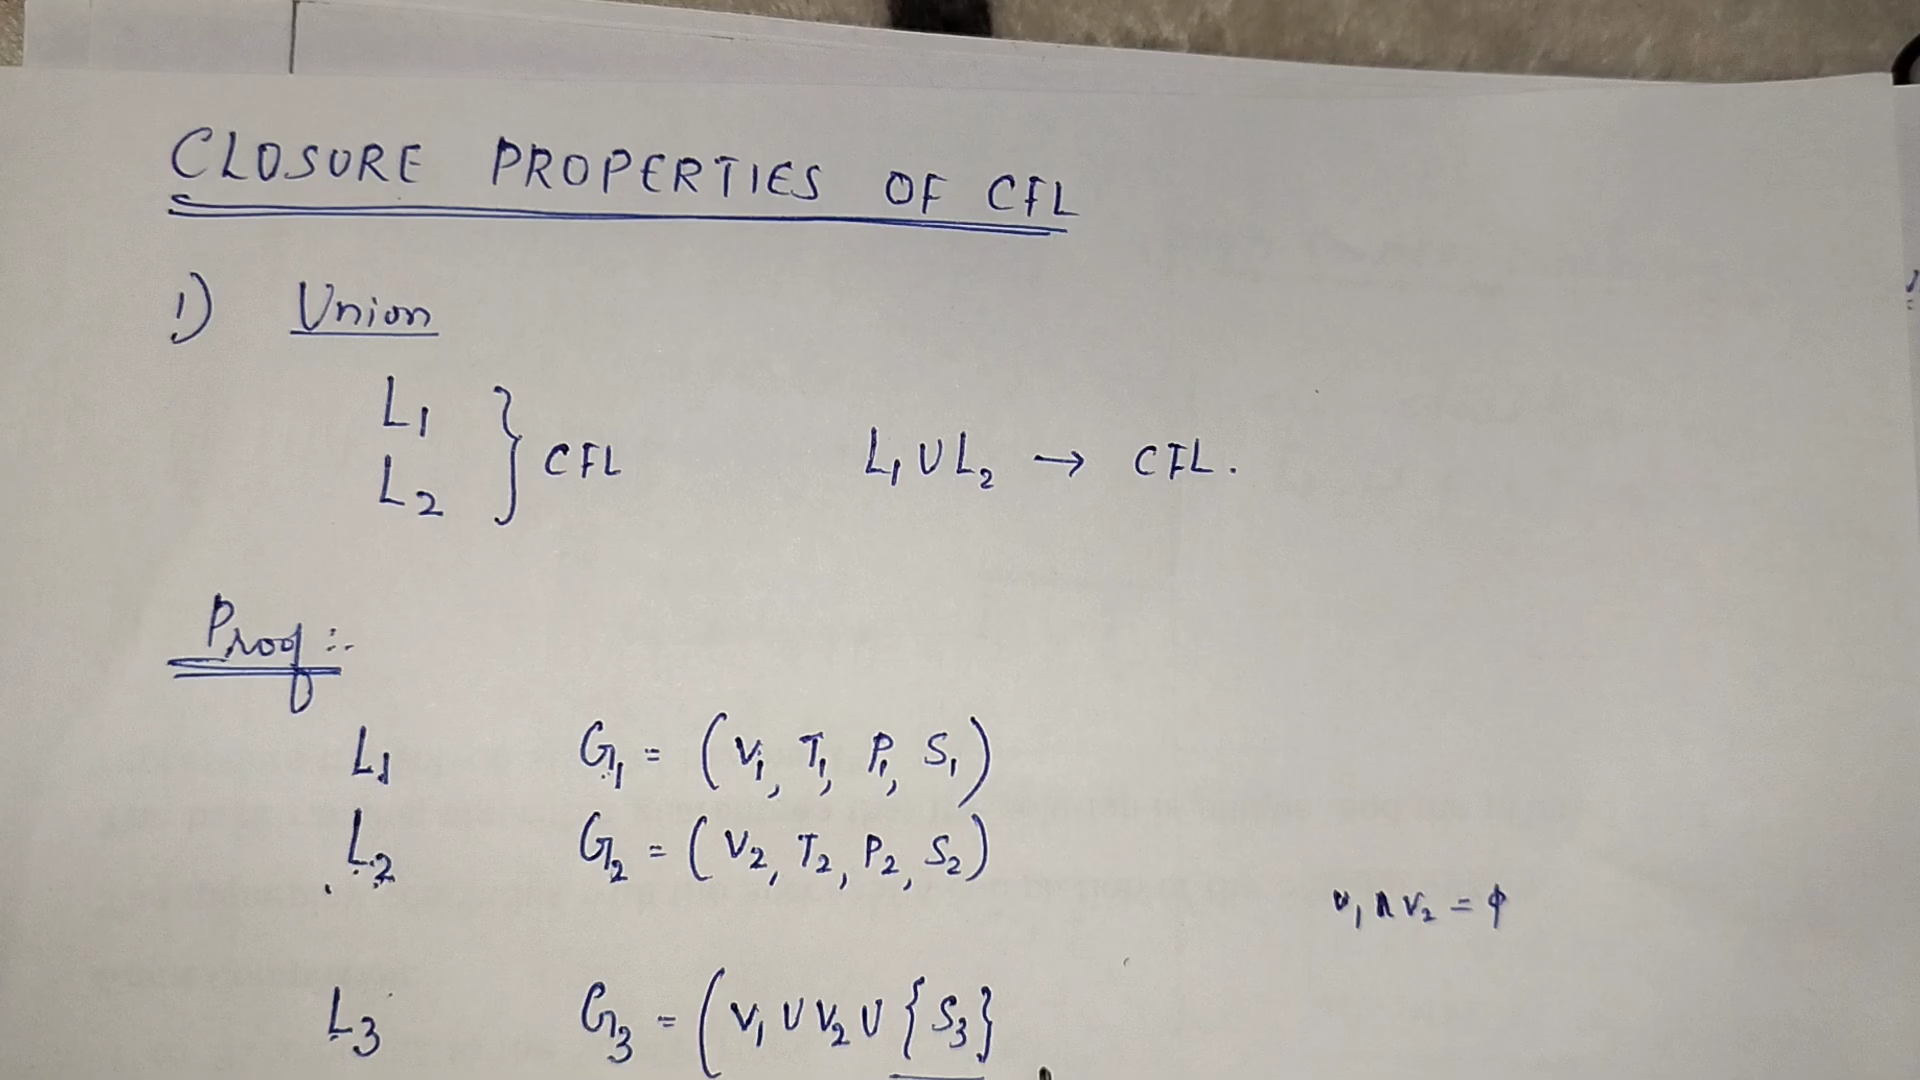 CLOSURE PROPERTIES OF CFL
1) Union
L1
L2 } CFL L1 U L2 → CFL.
Proof :-
L1 G1 = (V1, T1, P1, S1)
L2 G2 = (V2, T2, P2, S2)
V1 ∩ V2 = ϕ
L3 G3 = (V1 U V2 U {S3}